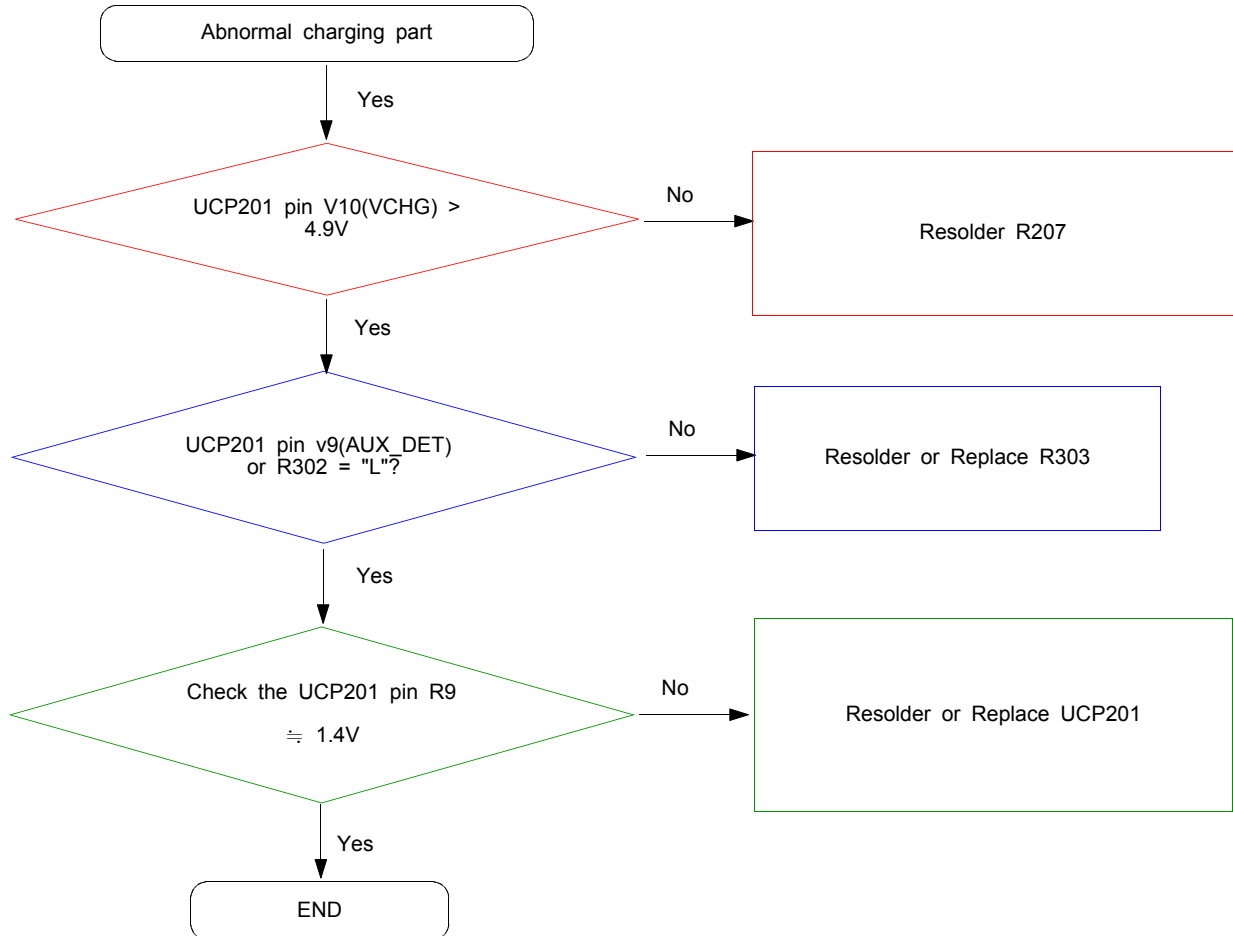 Abnormal charging part
Yes
UCP201 pin V10(VCHG) >
4.9V
No
Resolder R207
Yes
UCP201 pin v9(AUX_DET)
or R302 = "L"?
No
Resolder or Replace R303
Yes
Check the UCP201 pin R9
≒ 1.4V
No
Resolder or Replace UCP201
Yes
END